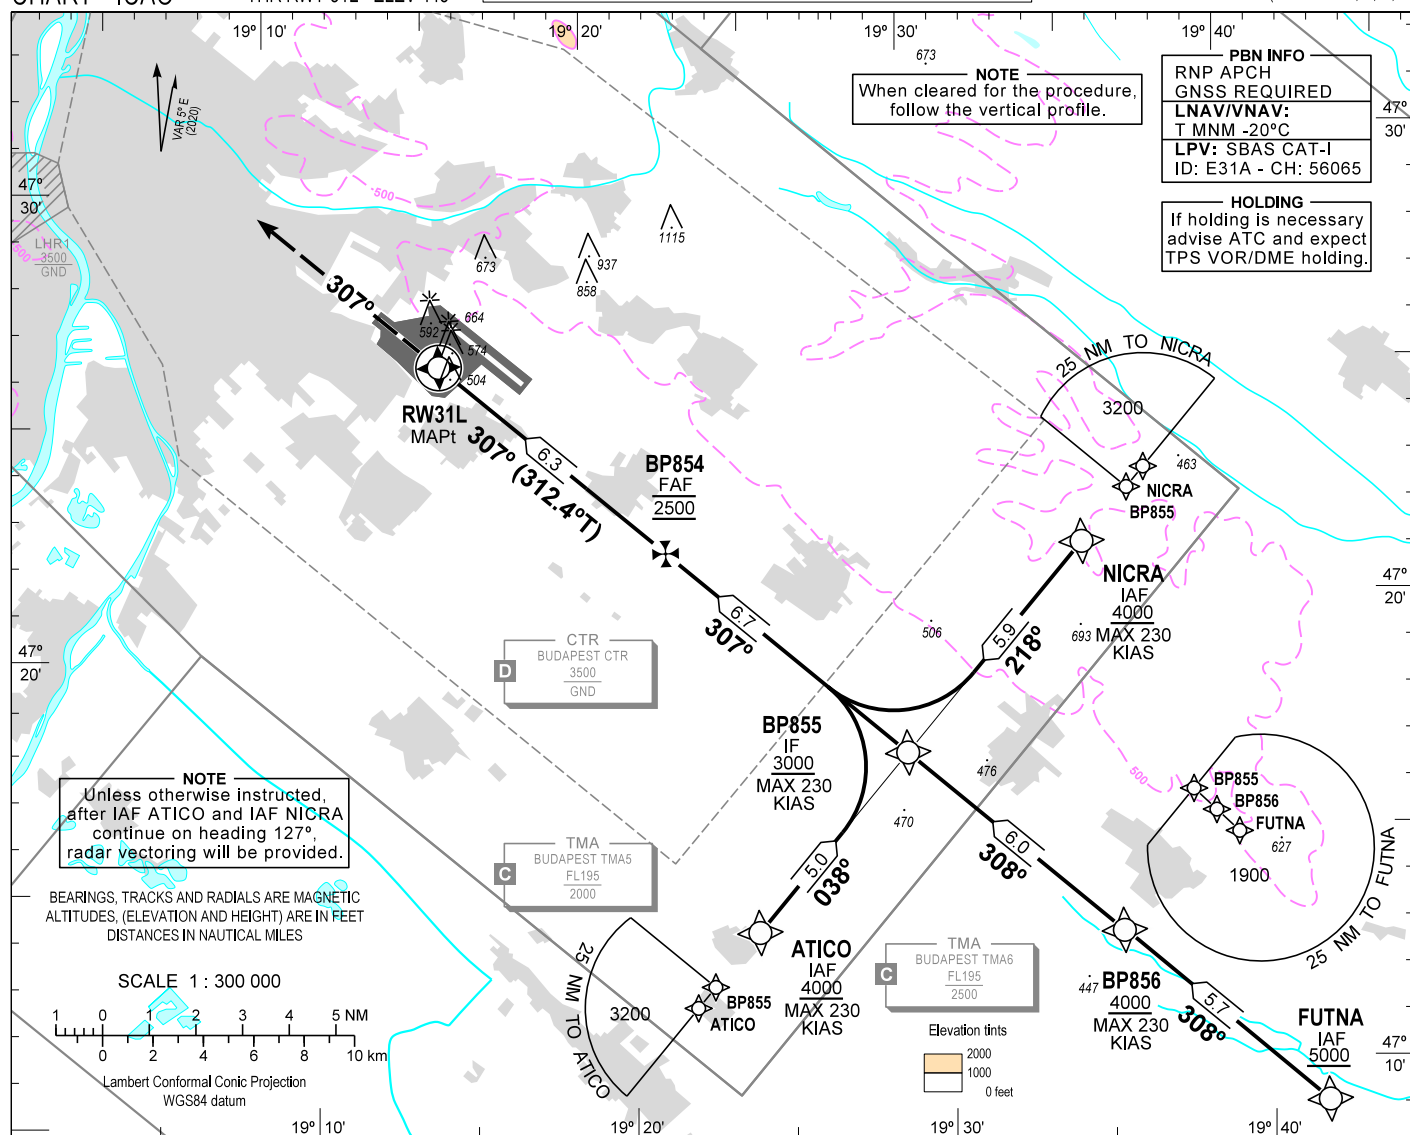 19º 10'
19º 20'
19º 30'
19º 40'
673
PBN INFO
RNP APCH
GNSS REQUIRED
LNAV/VNAV:
T MNM -20ºC
LPV: SBAS CAT-I
ID: E31A - CH: 56065
NOTE
When cleared for the procedure,
follow the vertical profile.
47º
30'
VAR 5º E
(2020)
47º
30'
500
HOLDING
If holding is necessary
advise ATC and expect
TPS VOR/DME holding.
LHR1
3500
GND
500
1115
673
937
858
307º
592
664
574
504
25 NM TO NICRA
3200
RW31L
MAPt
307º (312.4ºT)
6.3
BP854
FAF
2500
463
NICRA
BP855
NICRA
IAF
4000
MAX 230
KIAS
47º
20'
6.7
307º
506
5.9
218º
693
CTR
BUDAPEST CTR
3500
GND
D
47º
20'
BP855
IF
3000
MAX 230
KIAS
476
500
BP855
BP856
FUTNA
627
1900
25 NM TO FUTNA
NOTE
Unless otherwise instructed,
after IAF ATICO and IAF NICRA
continue on heading 127º,
radar vectoring will be provided.
470
TMA
BUDAPEST TMA5
FL195
2000
C
5.0
038º
6.0
308º
BEARINGS, TRACKS AND RADIALS ARE MAGNETIC
ALTITUDES, (ELEVATION AND HEIGHT) ARE IN FEET
DISTANCES IN NAUTICAL MILES
25 NM TO ATICO
3200
BP855
ATICO
ATICO
IAF
4000
MAX 230
KIAS
TMA
BUDAPEST TMA6
FL195
2500
C
447
BP856
4000
MAX 230
KIAS
5.7
308º
FUTNA
IAF
5000
47º
10'
SCALE 1 : 300 000
1 0 1 2 3 4 5 NM
0 2 4 6 8 10 km
Lambert Conformal Conic Projection
WGS84 datum
Elevation tints
2000
1000
0 feet
19º 10'
19º 20'
19º 30'
19º 40'